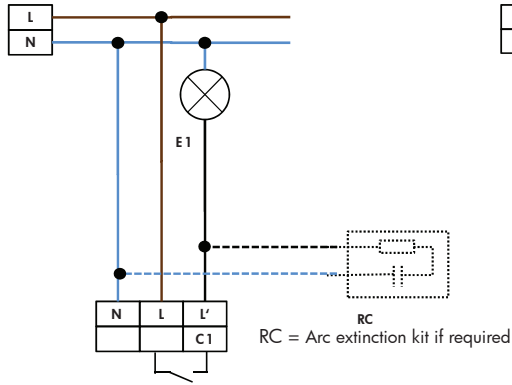 L
N
E1
N L L'
C1
RC
RC = Arc extinction kit if required